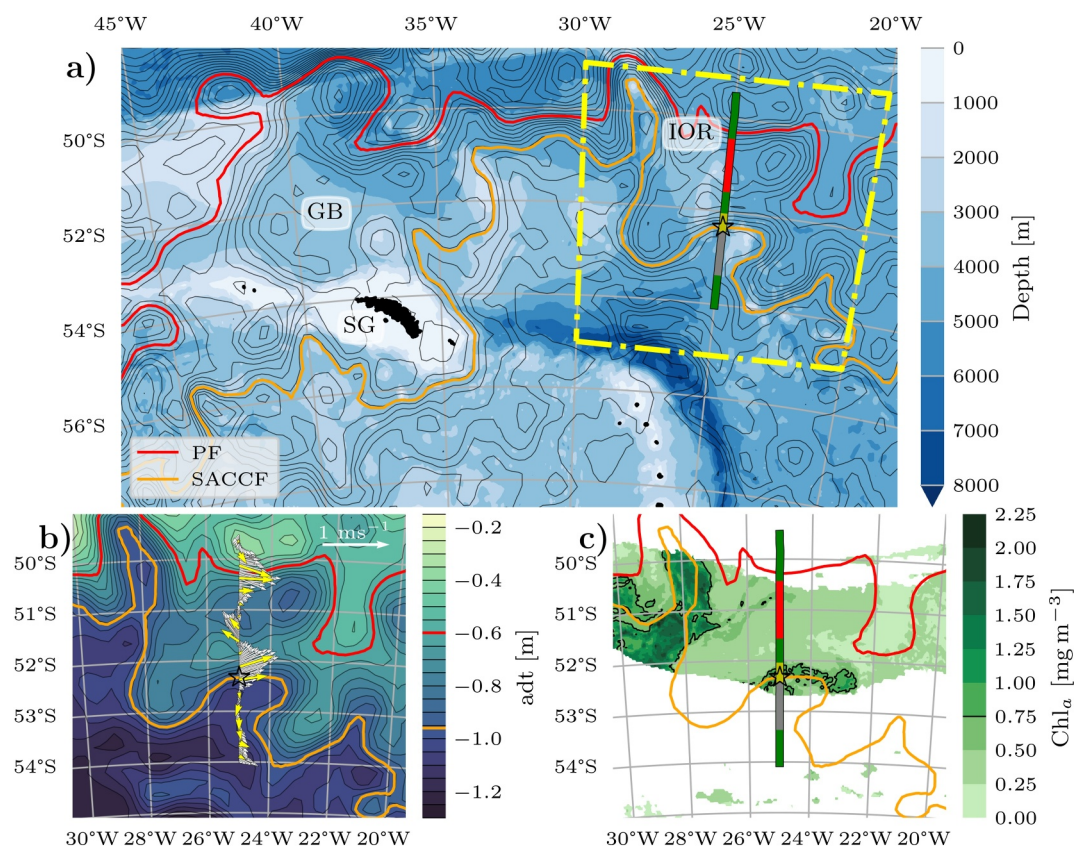 45°W 40°W 35°W 30°W 25°W 20°W
a)
50°S
52°S
54°S
56°S
GB
SG
IOR
PF
SACCF
0
1000
2000
3000
4000
5000
6000
7000
8000
Depth [m]
b)
1 ms⁻¹
50°S
51°S
52°S
53°S
54°S
30°W 28°W 26°W 24°W 22°W 20°W
−0.2
−0.4
−0.6
−0.8
−1.0
−1.2
adt [m]
c)
50°S
51°S
52°S
53°S
54°S
30°W 28°W 26°W 24°W 22°W 20°W
2.25
2.00
1.75
1.50
1.25
1.00
0.75
0.50
0.25
0.00
Chlₐ [mg m⁻³]